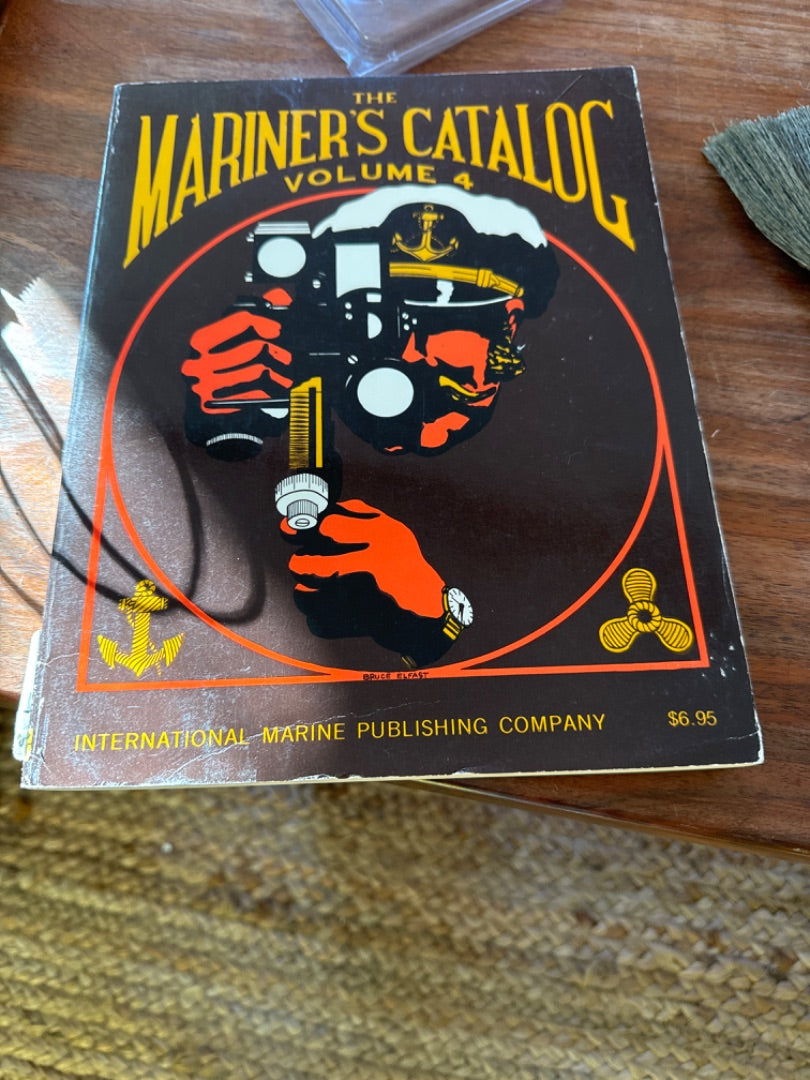 THE
MARINER'S CATALOG
VOLUME 4
BRUCE ELFAST
INTERNATIONAL MARINE PUBLISHING COMPANY
$6.95